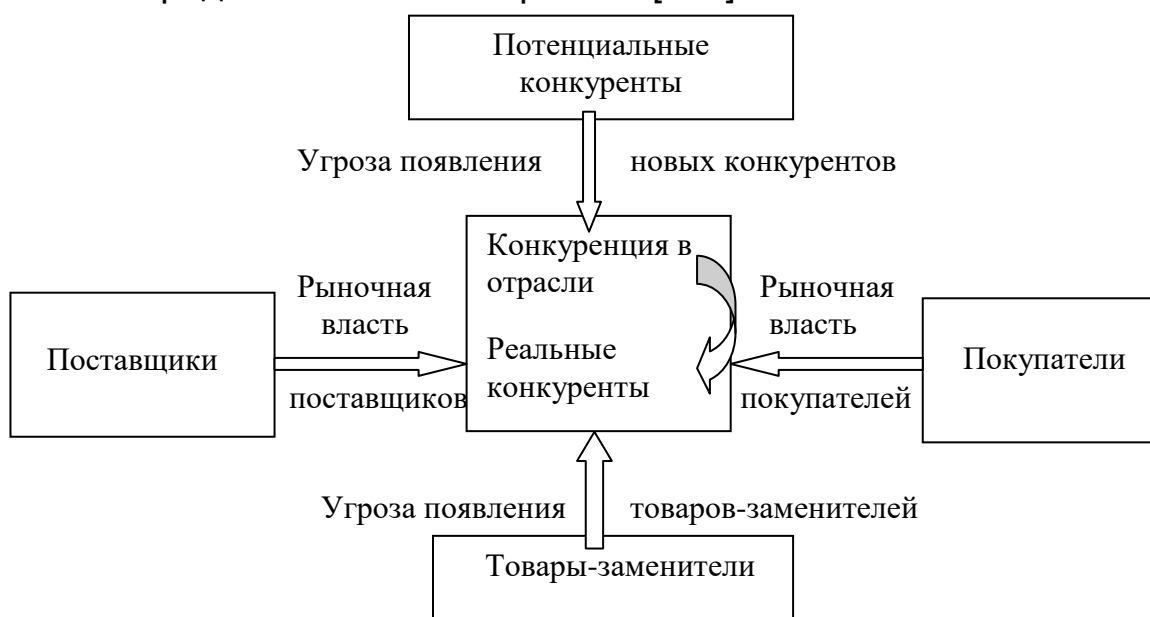 Потенциальные
конкуренты
Угроза появления новых конкурентов
Конкуренция в
отрасли
Реальные
конкуренты
Рыночная
власть
поставщиков
Поставщики
Рыночная
власть
покупателей
Покупатели
Угроза появления товаров-заменителей
Товары-заменители